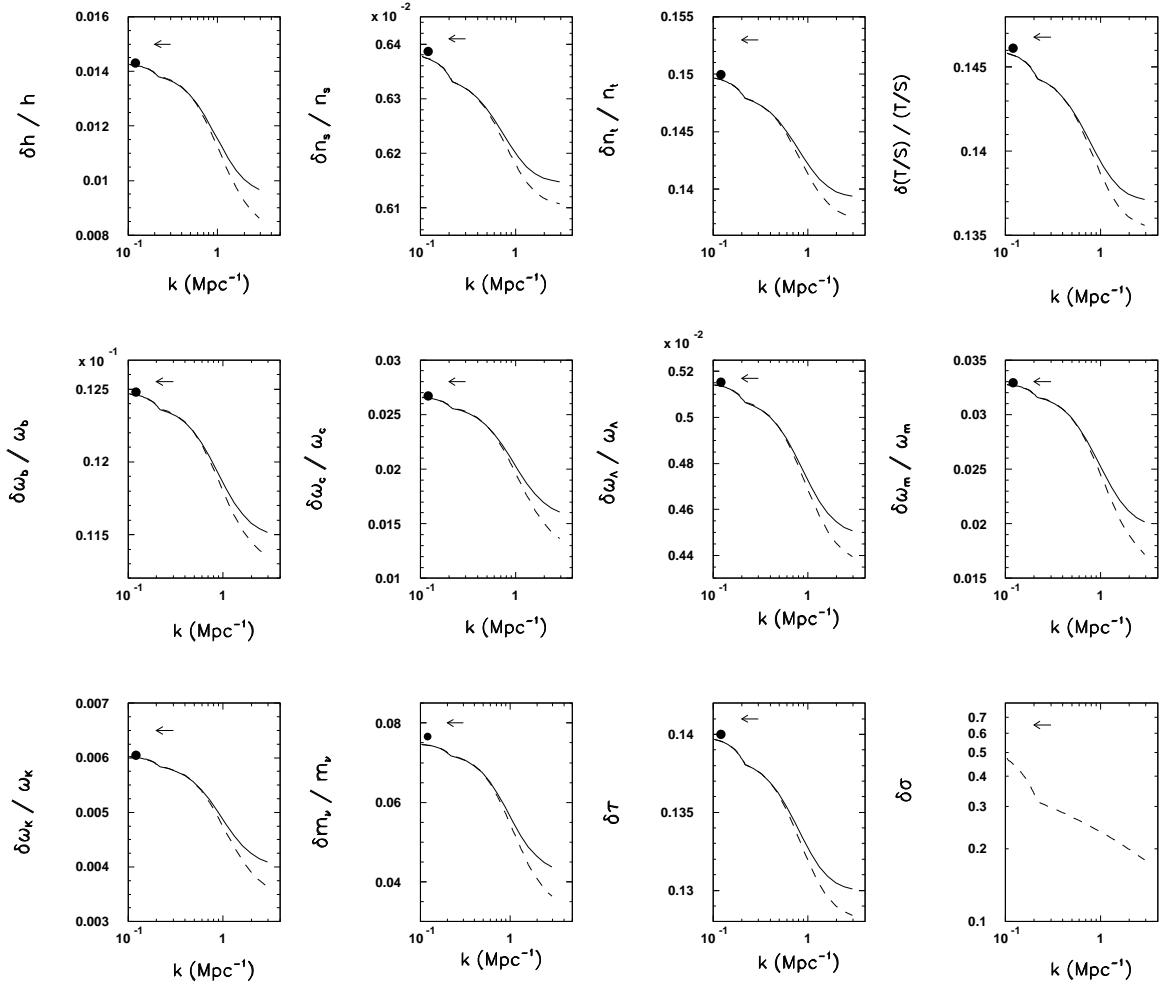 δh / h
0.016
0.014
0.012
0.01
0.008
10⁻¹
1
k (Mpc⁻¹)
δnₛ / nₛ
x 10⁻²
0.64
0.63
0.62
0.61
10⁻¹
1
k (Mpc⁻¹)
δnₜ / nₜ
0.155
0.15
0.145
0.14
10⁻¹
1
k (Mpc⁻¹)
δ(T/S) / (T/S)
0.145
0.14
0.135
10⁻¹
1
k (Mpc⁻¹)
δω_b / ω_b
x 10⁻¹
0.125
0.12
0.115
10⁻¹
1
k (Mpc⁻¹)
δω_c / ω_c
0.03
0.025
0.02
0.015
0.01
10⁻¹
1
k (Mpc⁻¹)
δω_Λ / ω_Λ
x 10⁻²
0.52
0.5
0.48
0.46
0.44
10⁻¹
1
k (Mpc⁻¹)
δω_m / ω_m
0.035
0.03
0.025
0.02
0.015
10⁻¹
1
k (Mpc⁻¹)
δω_K / ω_K
0.007
0.006
0.005
0.004
0.003
10⁻¹
1
k (Mpc⁻¹)
δm_ν / m_ν
0.08
0.06
0.04
10⁻¹
1
k (Mpc⁻¹)
δτ
0.14
0.135
0.13
10⁻¹
1
k (Mpc⁻¹)
δσ
0.7
0.6
0.5
0.4
0.3
0.2
0.1
10⁻¹
1
k (Mpc⁻¹)